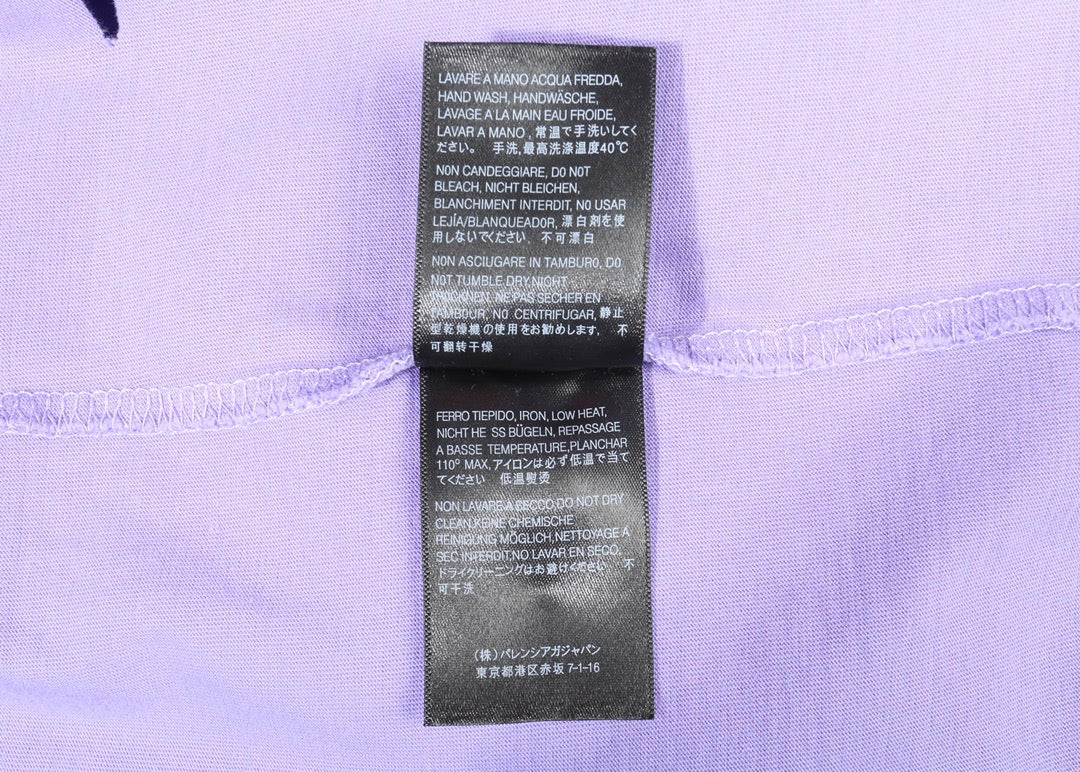 LAVARE A MANO ACQUA FREDDA,
HAND WASH, HANDWÄSCHE,
LAVAGE A LA MAIN EAU FROIDE,
LAVAR A MANO , 常温で手洗いしてく
ださい。 手洗,最高洗涤温度40℃
NON CANDEGGIARE, DO NOT
BLEACH, NICHT BLEICHEN,
BLANCHIMENT INTERDIT, NO USAR
LEJÍA/BLANQUEADOR, 漂白剤を使
用しないでください. 不可漂白
NON ASCIUGARE IN TAMBURO, DO
NOT TUMBLE DRY,NICHT
TROCKNEN, NE PAS SECHER EN
TAMBOUR, NO CENTRIFUGAR, 静止
型乾燥機の使用をお勧めします. 不
可翻转干燥
FERRO TIEPIDO, IRON, LOW HEAT,
NICHT HE SS BÜGELN, REPASSAGE
A BASSE TEMPERATURE,PLANCHAR
110º MAX,アイロンは必ず低温で当て
てください 低温熨烫
NON LAVARE A SECCO,DO NOT DRY
CLEAN,KEINE CHEMISCHE
REINIGUNG MÖGLICH,NETTOYAGE A
SEC INTERDIT,NO LAVAR EN SECO,
ドライクリーニングはお避けください. 不
可干洗
(株)バレンシアガジャパン
東京都港区赤坂 7-1-16